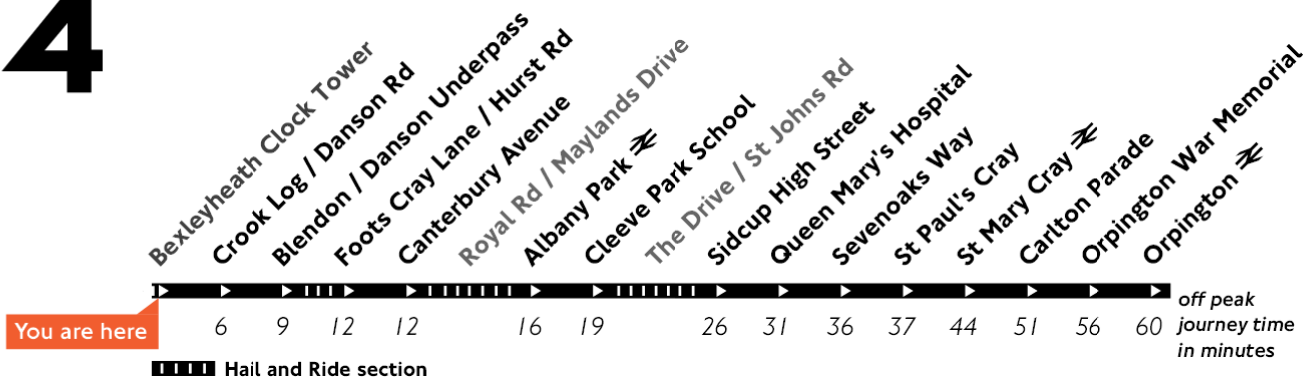 4
Bexleyheath Clock Tower
Crook Log / Danson Rd
Blendon / Danson Underpass
Foots Cray Lane / Hurst Rd
Canterbury Avenue
Royal Rd / Maylands Drive
Albany Park
Cleeve Park School
The Drive / St Johns Rd
Sidcup High Street
Queen Mary's Hospital
Sevenoaks Way
St Paul's Cray
St Mary Cray
Carlton Parade
Orpington War Memorial
Orpington
You are here
6 9 12 12 16 19 26 31 36 37 44 51 56 60
off peak
journey time
in minutes
Hail and Ride section